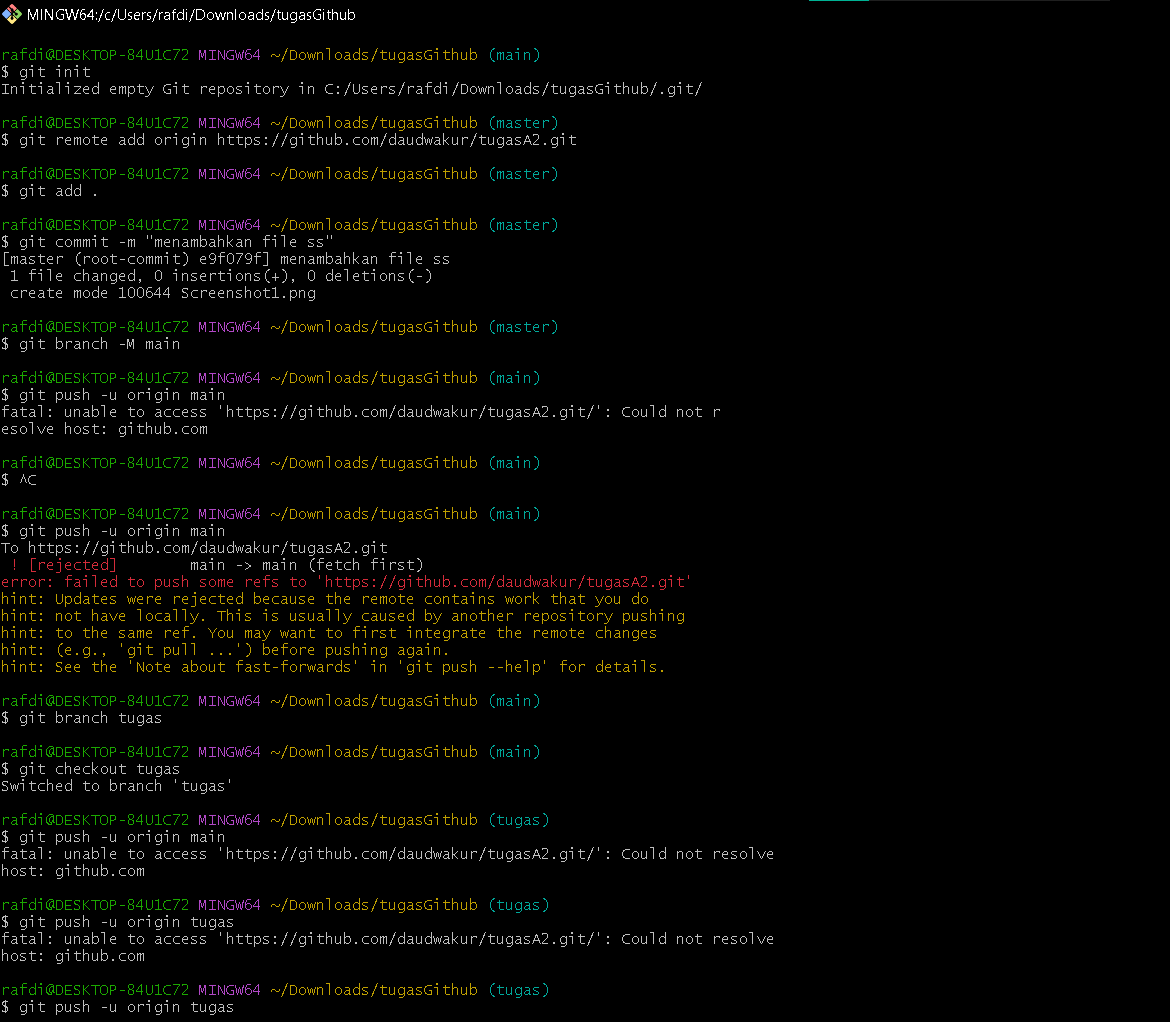 MINGW64:/c/Users/rafdi/Downloads/tugasGithub
rafdi@DESKTOP-84U1C72 MINGW64 ~/Downloads/tugasGithub (main)
$ git init
Initialized empty Git repository in C:/Users/rafdi/Downloads/tugasGithub/.git/
rafdi@DESKTOP-84U1C72 MINGW64 ~/Downloads/tugasGithub (master)
$ git remote add origin https://github.com/daudwakur/tugasA2.git
rafdi@DESKTOP-84U1C72 MINGW64 ~/Downloads/tugasGithub (master)
$ git add .
rafdi@DESKTOP-84U1C72 MINGW64 ~/Downloads/tugasGithub (master)
$ git commit -m "menambahkan file ss"
[master (root-commit) e9f079f] menambahkan file ss
1 file changed, 0 insertions(+), 0 deletions(-)
create mode 100644 Screenshot1.png
rafdi@DESKTOP-84U1C72 MINGW64 ~/Downloads/tugasGithub (master)
$ git branch -M main
rafdi@DESKTOP-84U1C72 MINGW64 ~/Downloads/tugasGithub (main)
$ git push -u origin main
fatal: unable to access 'https://github.com/daudwakur/tugasA2.git/': Could not r
esolve host: github.com
rafdi@DESKTOP-84U1C72 MINGW64 ~/Downloads/tugasGithub (main)
$ ^C
rafdi@DESKTOP-84U1C72 MINGW64 ~/Downloads/tugasGithub (main)
$ git push -u origin main
To https://github.com/daudwakur/tugasA2.git
! [rejected]        main -> main (fetch first)
error: failed to push some refs to 'https://github.com/daudwakur/tugasA2.git'
hint: Updates were rejected because the remote contains work that you do
hint: not have locally. This is usually caused by another repository pushing
hint: to the same ref. You may want to first integrate the remote changes
hint: (e.g., 'git pull ...') before pushing again.
hint: See the 'Note about fast-forwards' in 'git push --help' for details.
rafdi@DESKTOP-84U1C72 MINGW64 ~/Downloads/tugasGithub (main)
$ git branch tugas
rafdi@DESKTOP-84U1C72 MINGW64 ~/Downloads/tugasGithub (main)
$ git checkout tugas
Switched to branch 'tugas'
rafdi@DESKTOP-84U1C72 MINGW64 ~/Downloads/tugasGithub (tugas)
$ git push -u origin main
fatal: unable to access 'https://github.com/daudwakur/tugasA2.git/': Could not resolve
host: github.com
rafdi@DESKTOP-84U1C72 MINGW64 ~/Downloads/tugasGithub (tugas)
$ git push -u origin tugas
fatal: unable to access 'https://github.com/daudwakur/tugasA2.git/': Could not resolve
host: github.com
rafdi@DESKTOP-84U1C72 MINGW64 ~/Downloads/tugasGithub (tugas)
$ git push -u origin tugas